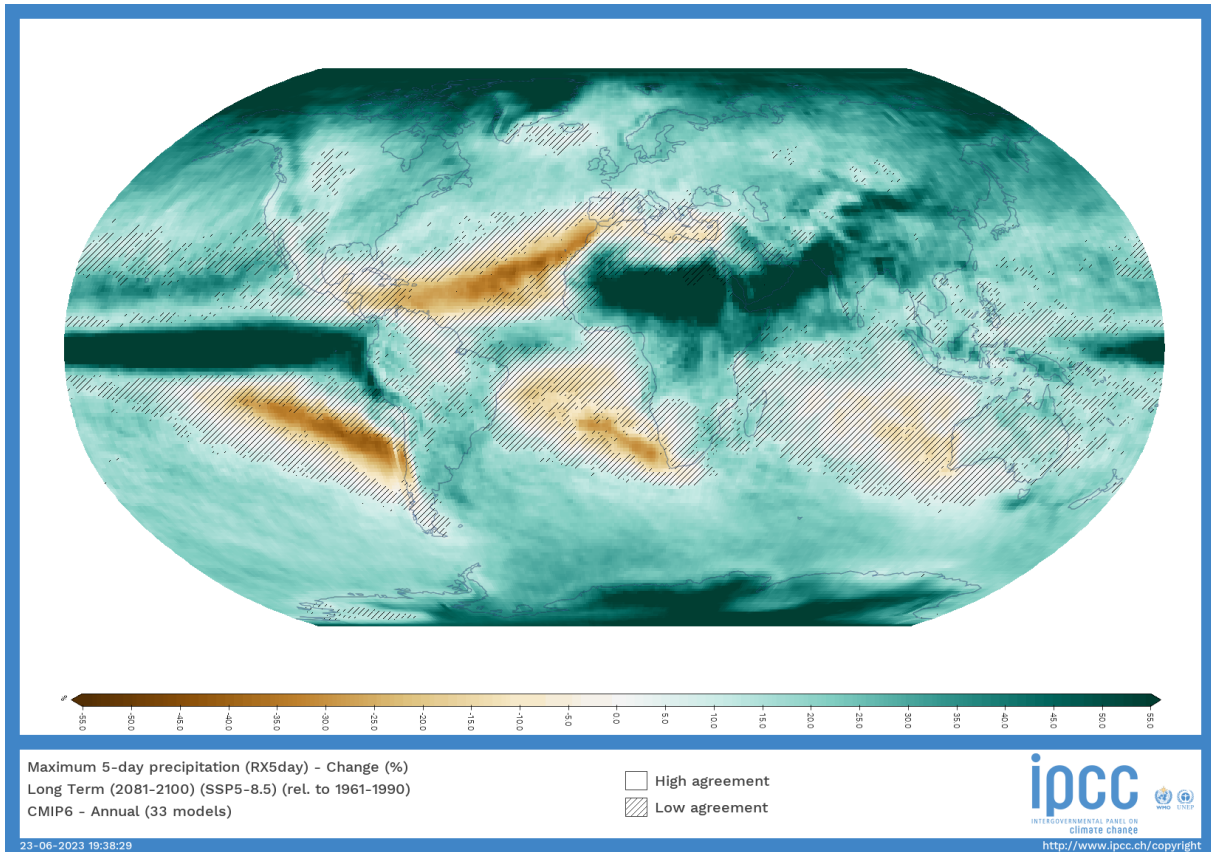 %
-55.0 -50.0 -45.0 -40.0 -35.0 -30.0 -25.0 -20.0 -15.0 -10.0 -5.0 0.0 5.0 10.0 15.0 20.0 25.0 30.0 35.0 40.0 45.0 50.0 55.0
Maximum 5-day precipitation (RX5day) - Change (%)
Long Term (2081-2100) (SSP5-8.5) (rel. to 1961-1990)
CMIP6 - Annual (33 models)
High agreement
Low agreement
ipcc
INTERGOVERNMENTAL PANEL ON
climate change
WMO
UNEP
23-06-2023 19:38:29
http://www.ipcc.ch/copyright